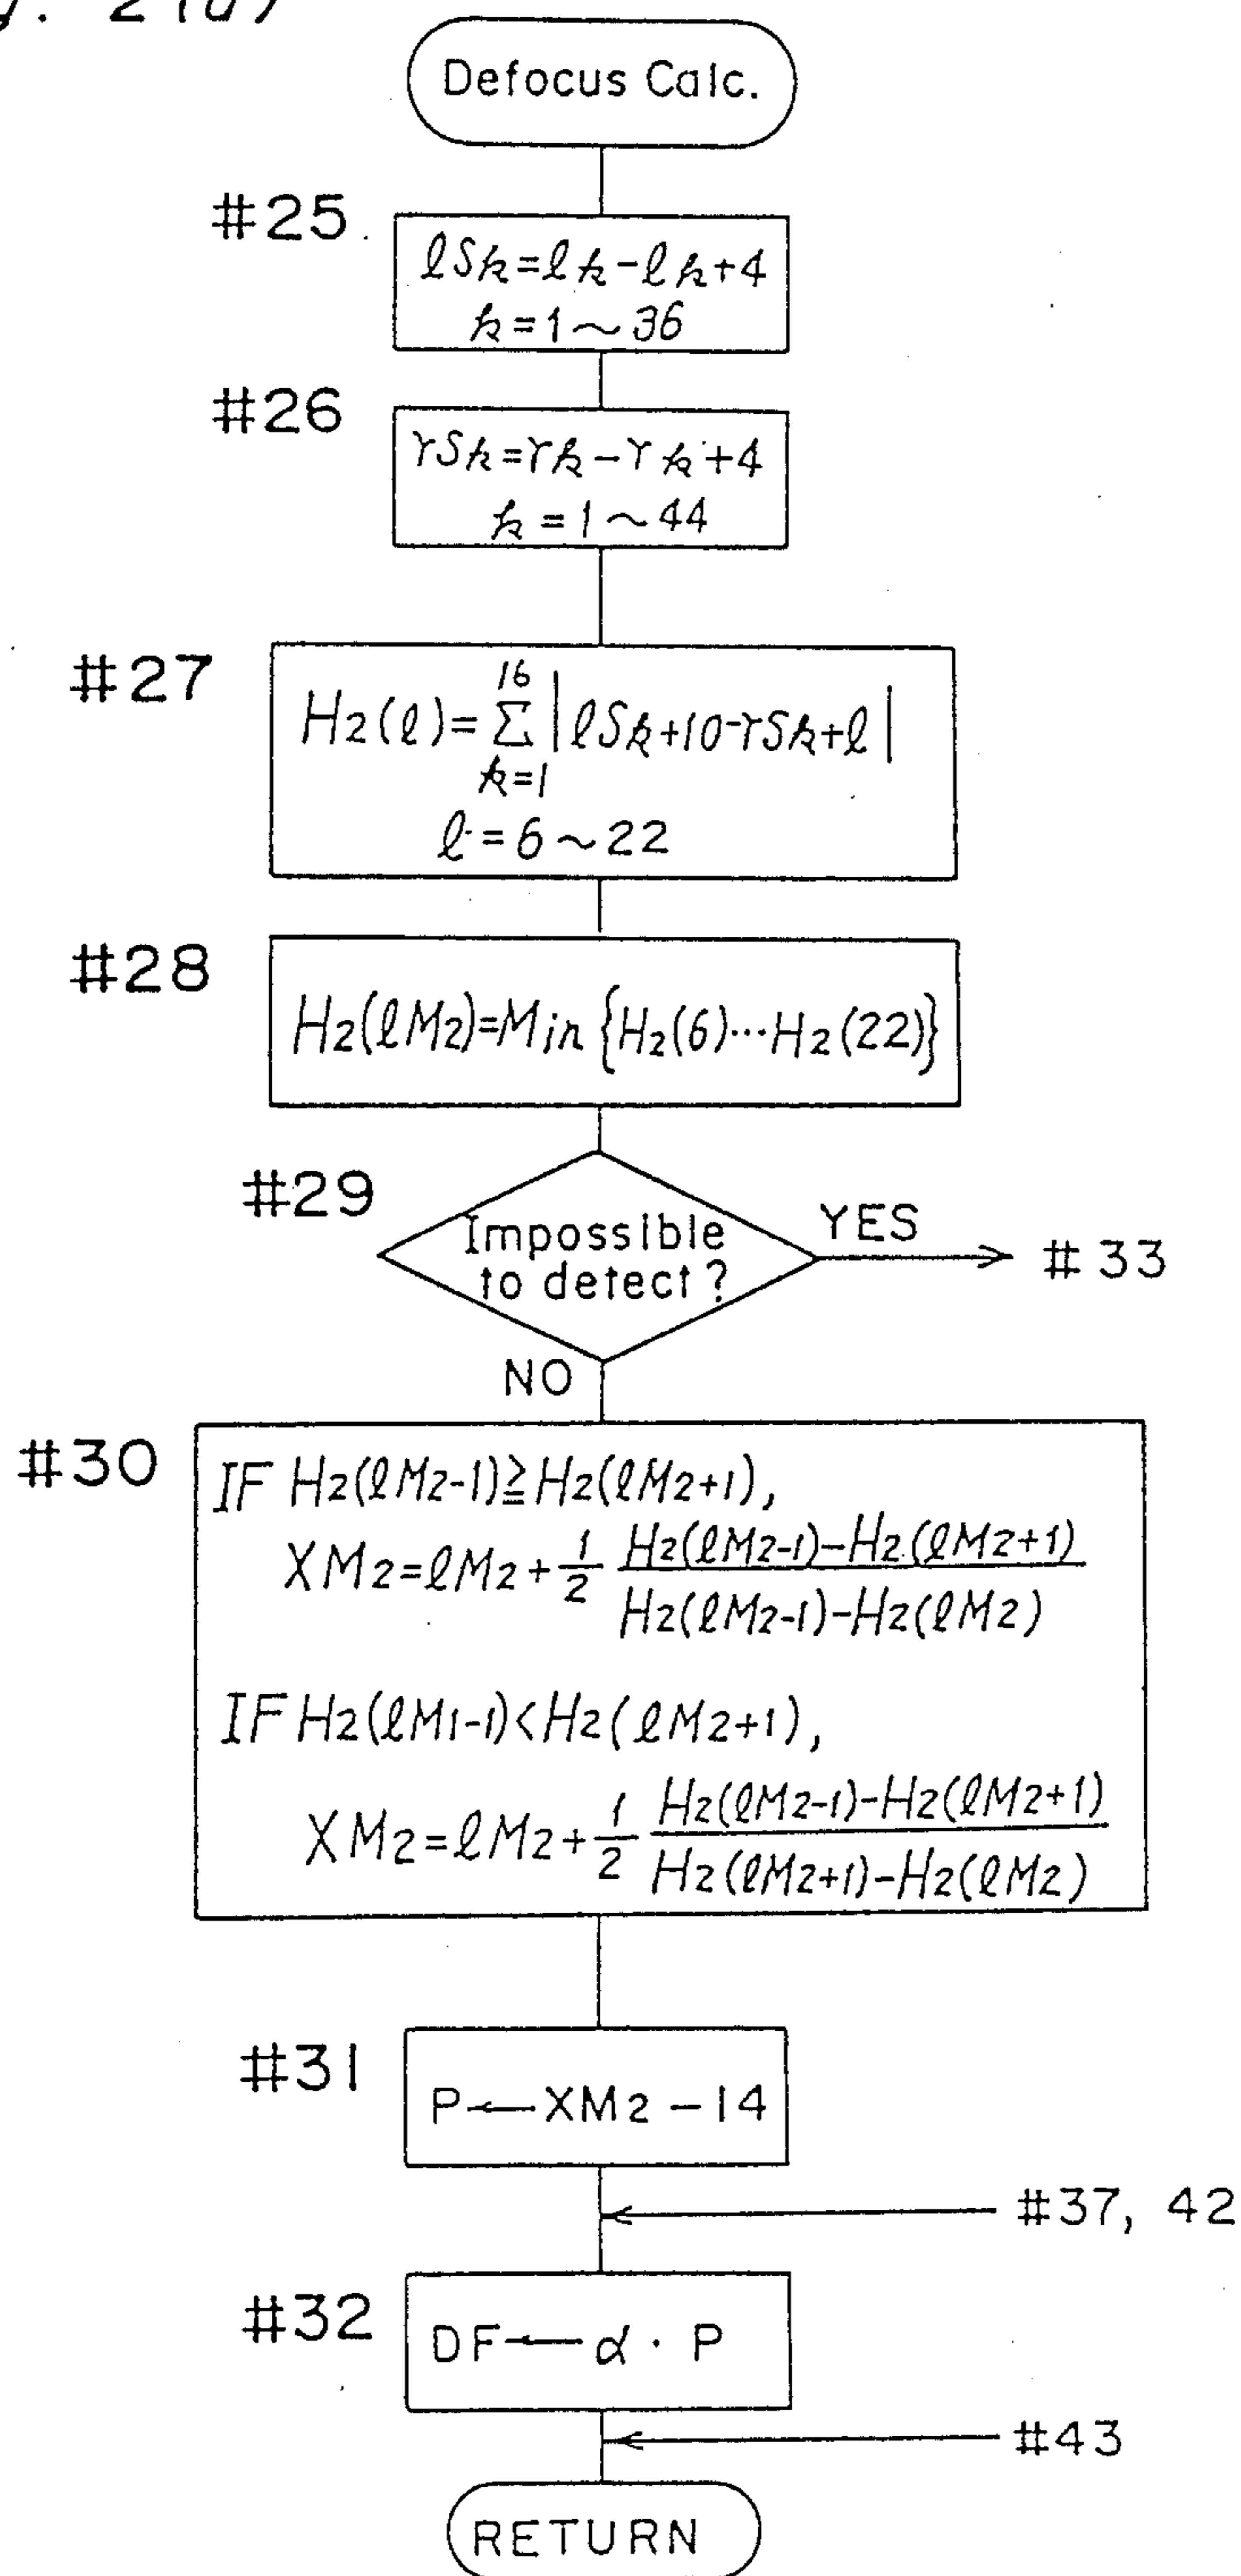 2(a)
Defocus Calc.
#25
ℓSk=ℓk-ℓk+4
k=1~36
#26
rSk=rk-rk+4
k=1~44
#27
H2(ℓ)=Σ|ℓSk+10-rSk+ℓ|
16
k=1
ℓ=6~22
#28
H2(ℓM2)=Min{H2(6)···H2(22)}
#29
Impossible
to detect?
YES
#33
NO
#30
IF H2(ℓM2-1)≧H2(ℓM2+1),
XM2=ℓM2+1/2 H2(ℓM2-1)-H2(ℓM2+1)
H2(ℓM2-1)-H2(ℓM2)
IF H2(ℓM1-1)<H2(ℓM2+1),
XM2=ℓM2+1/2 H2(ℓM2-1)-H2(ℓM2+1)
H2(ℓM2+1)-H2(ℓM2)
#31
P←XM2-14
#37, 42
#32
DF←α·P
#43
RETURN